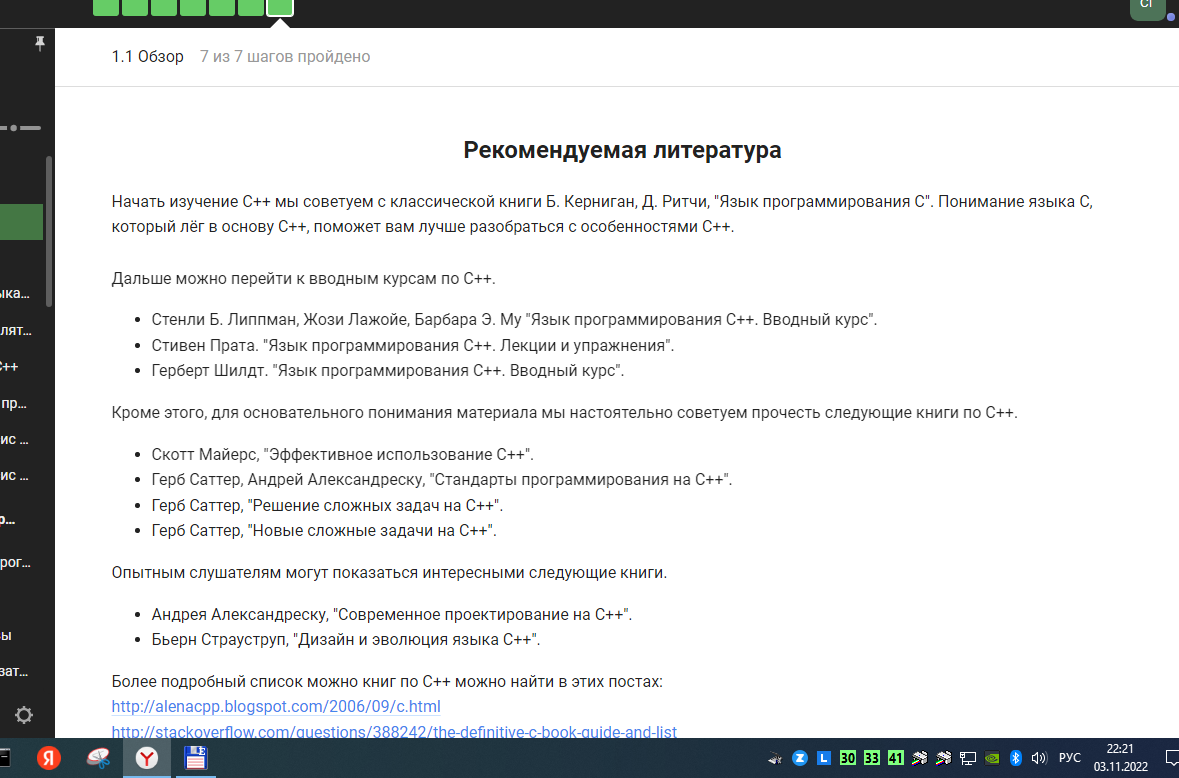 СГ
1.1 Обзор 7 из 7 шагов пройдено
Рекомендуемая литература
Начать изучение C++ мы советуем с классической книги Б. Керниган, Д. Ритчи, "Язык программирования C". Понимание языка C,
который лёг в основу C++, поможет вам лучше разобраться с особенностями C++.
Дальше можно перейти к вводным курсам по C++.
• Стенли Б. Липпман, Жози Лажойе, Барбара Э. Му "Язык программирования C++. Вводный курс".
• Стивен Прата. "Язык программирования C++. Лекции и упражнения".
• Герберт Шилдт. "Язык программирования C++. Вводный курс".
Кроме этого, для основательного понимания материала мы настоятельно советуем прочесть следующие книги по C++.
• Скотт Майерс, "Эффективное использование C++".
• Герб Саттер, Андрей Александреску, "Стандарты программирования на C++".
• Герб Саттер, "Решение сложных задач на C++".
• Герб Саттер, "Новые сложные задачи на C++".
Опытным слушателям могут показаться интересными следующие книги.
• Андрея Александреску, "Современное проектирование на C++".
• Бьерн Страуструп, "Дизайн и эволюция языка C++".
Более подробный список можно книг по C++ можно найти в этих постах:
http://alenacpp.blogspot.com/2006/09/c.html
http://stackoverflow.com/questions/388242/the-definitive-c-book-guide-and-list
ыка...
лят...
C++
пр...
ис ...
ис ...
р...
рог...
ы
зат...
Я Y Z L 30 33 41 РУС 22:21
03.11.2022